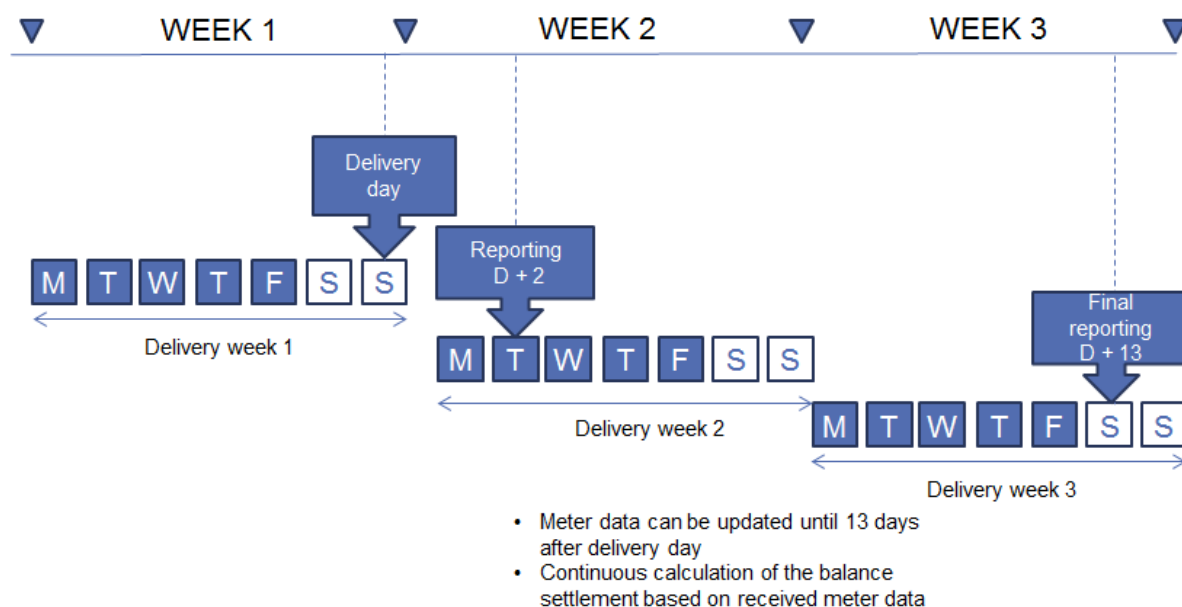 WEEK 1
WEEK 2
WEEK 3
Delivery
day
M T W T F S S
Delivery week 1
Reporting
D + 2
M T W T F S S
Delivery week 2
Final
reporting
D + 13
M T W T F S S
Delivery week 3
• Meter data can be updated until 13 days
after delivery day
• Continuous calculation of the balance
settlement based on received meter data